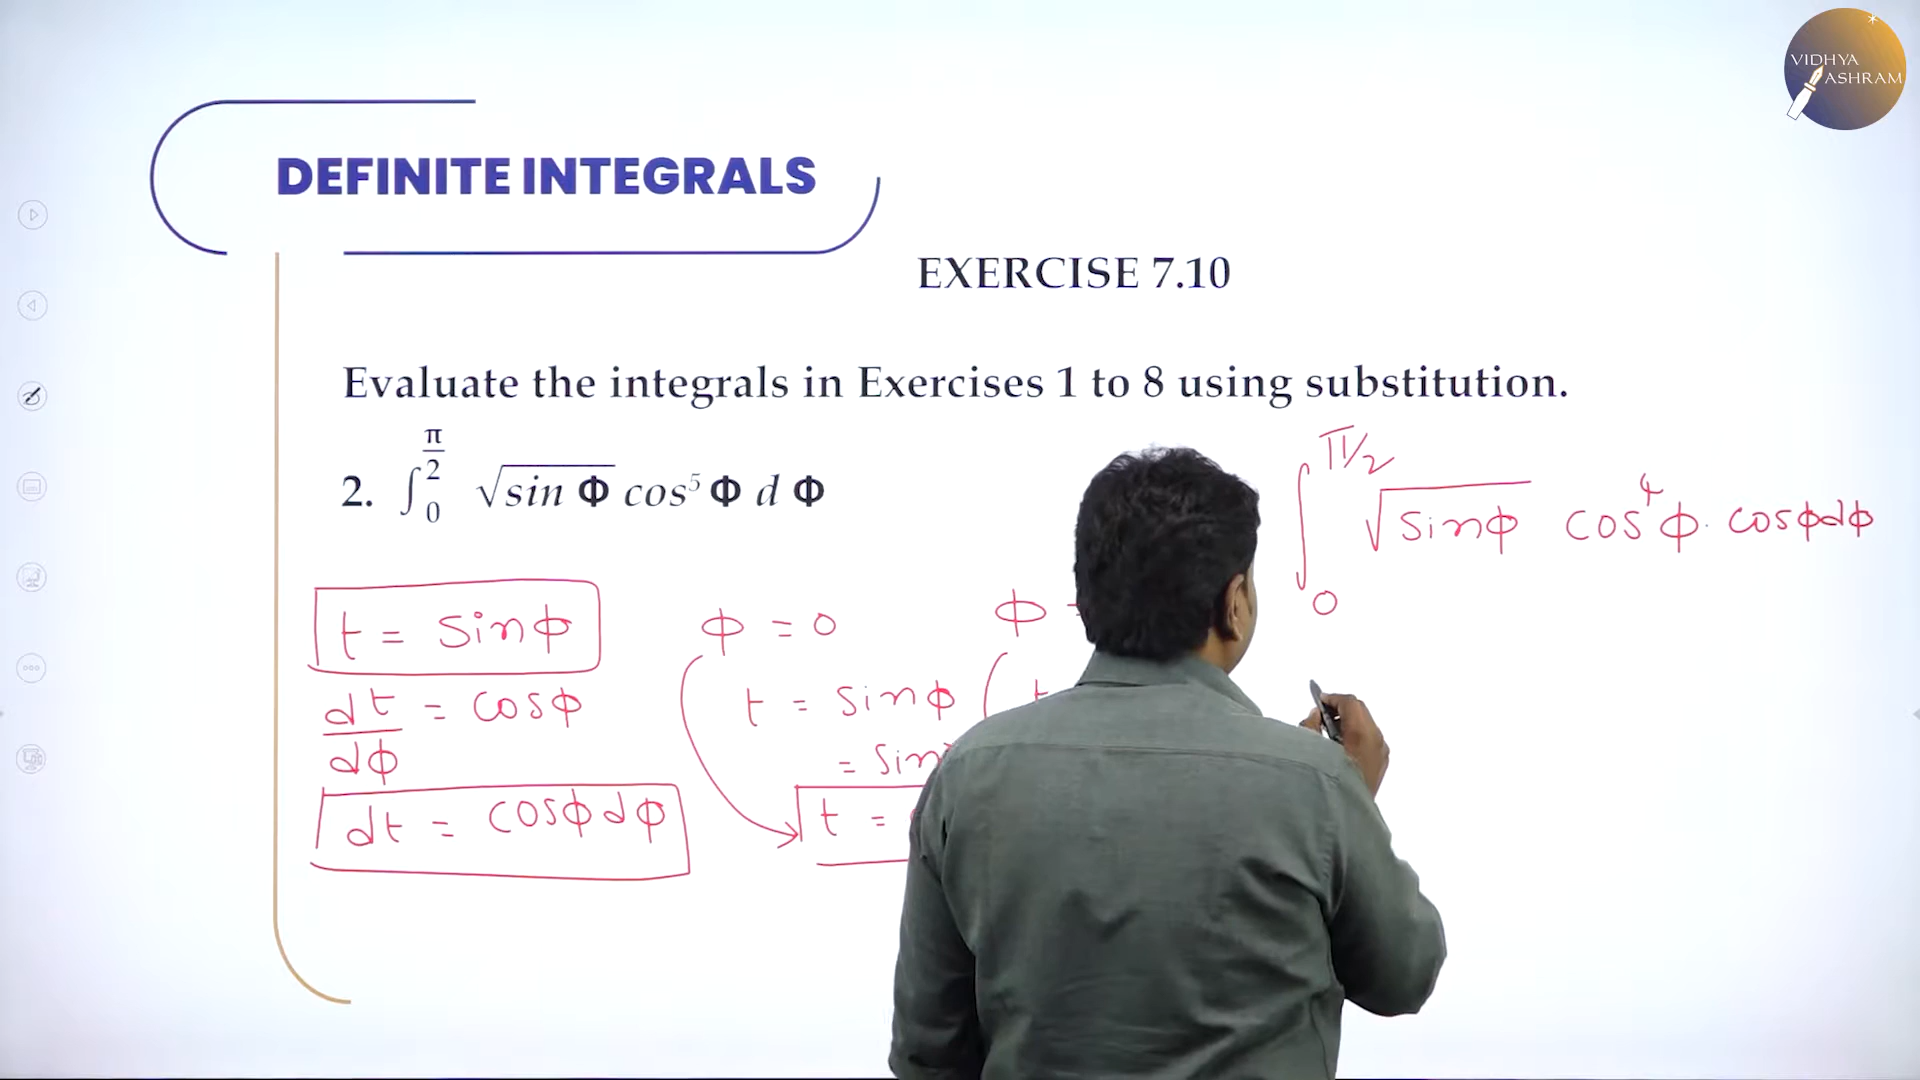 VIDHYA
ASHRAM
DEFINITE INTEGRALS
EXERCISE 7.10
Evaluate the integrals in Exercises 1 to 8 using substitution.
2. ∫₀^(π/2) √(sin Φ) cos⁵ Φ d Φ
∫₀^(π/2) √(sinϕ) cos⁴ϕ · cosϕdϕ
t = sinϕ
dt/dϕ = cosϕ
dt = cosϕdϕ
ϕ = 0
t = sinϕ
= sin
t =
ϕ
t